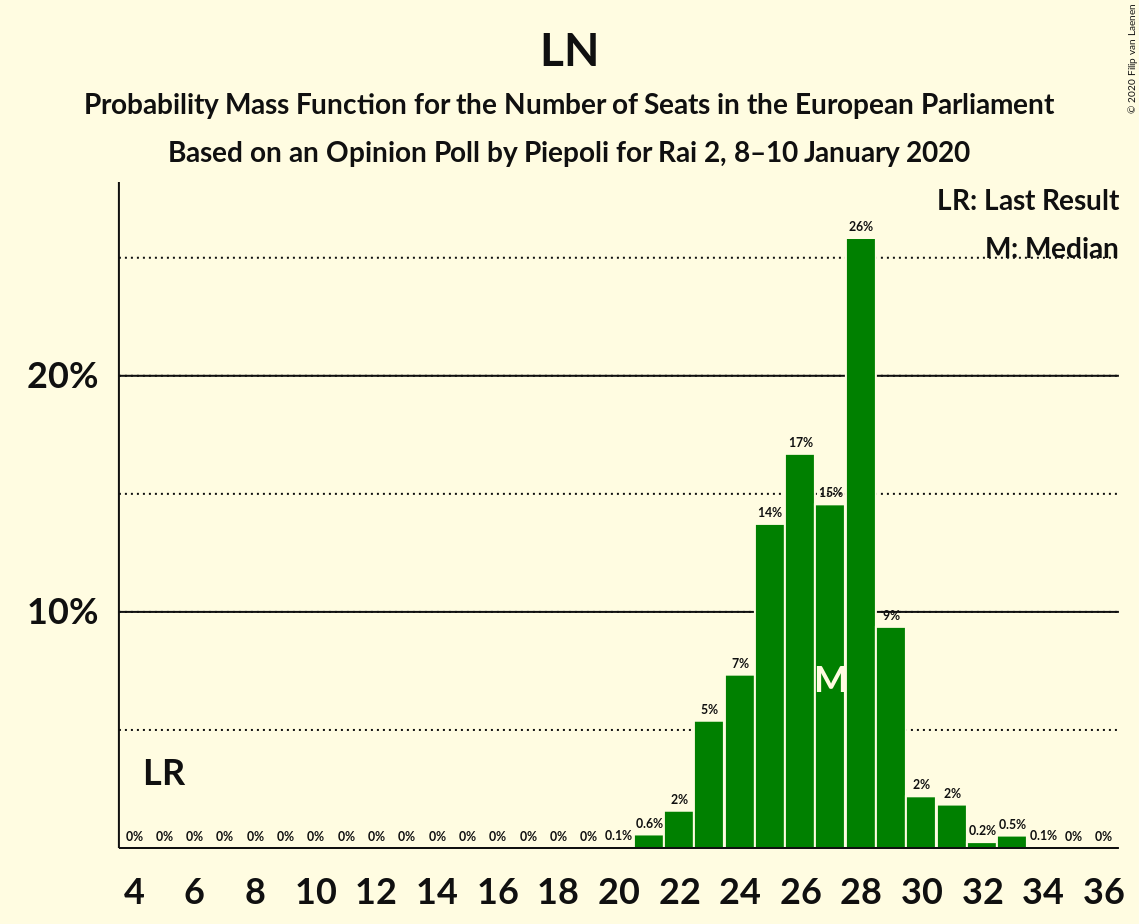 LN
Probability Mass Function for the Number of Seats in the European Parliament
Based on an Opinion Poll by Piepoli for Rai 2, 8–10 January 2020
© 2020 Filip van Laenen
LR: Last Result
M: Median
20%
10%
0% 0% 0% 0% 0% 0% 0% 0% 0% 0% 0% 0% 0% 0% 0% 0% 0.1% 0.6% 2% 5% 7% 14% 17% 15% 26% 9% 2% 2% 0.2% 0.5% 0.1% 0% 0%
M
LR
4 6 8 10 12 14 16 18 20 22 24 26 28 30 32 34 36